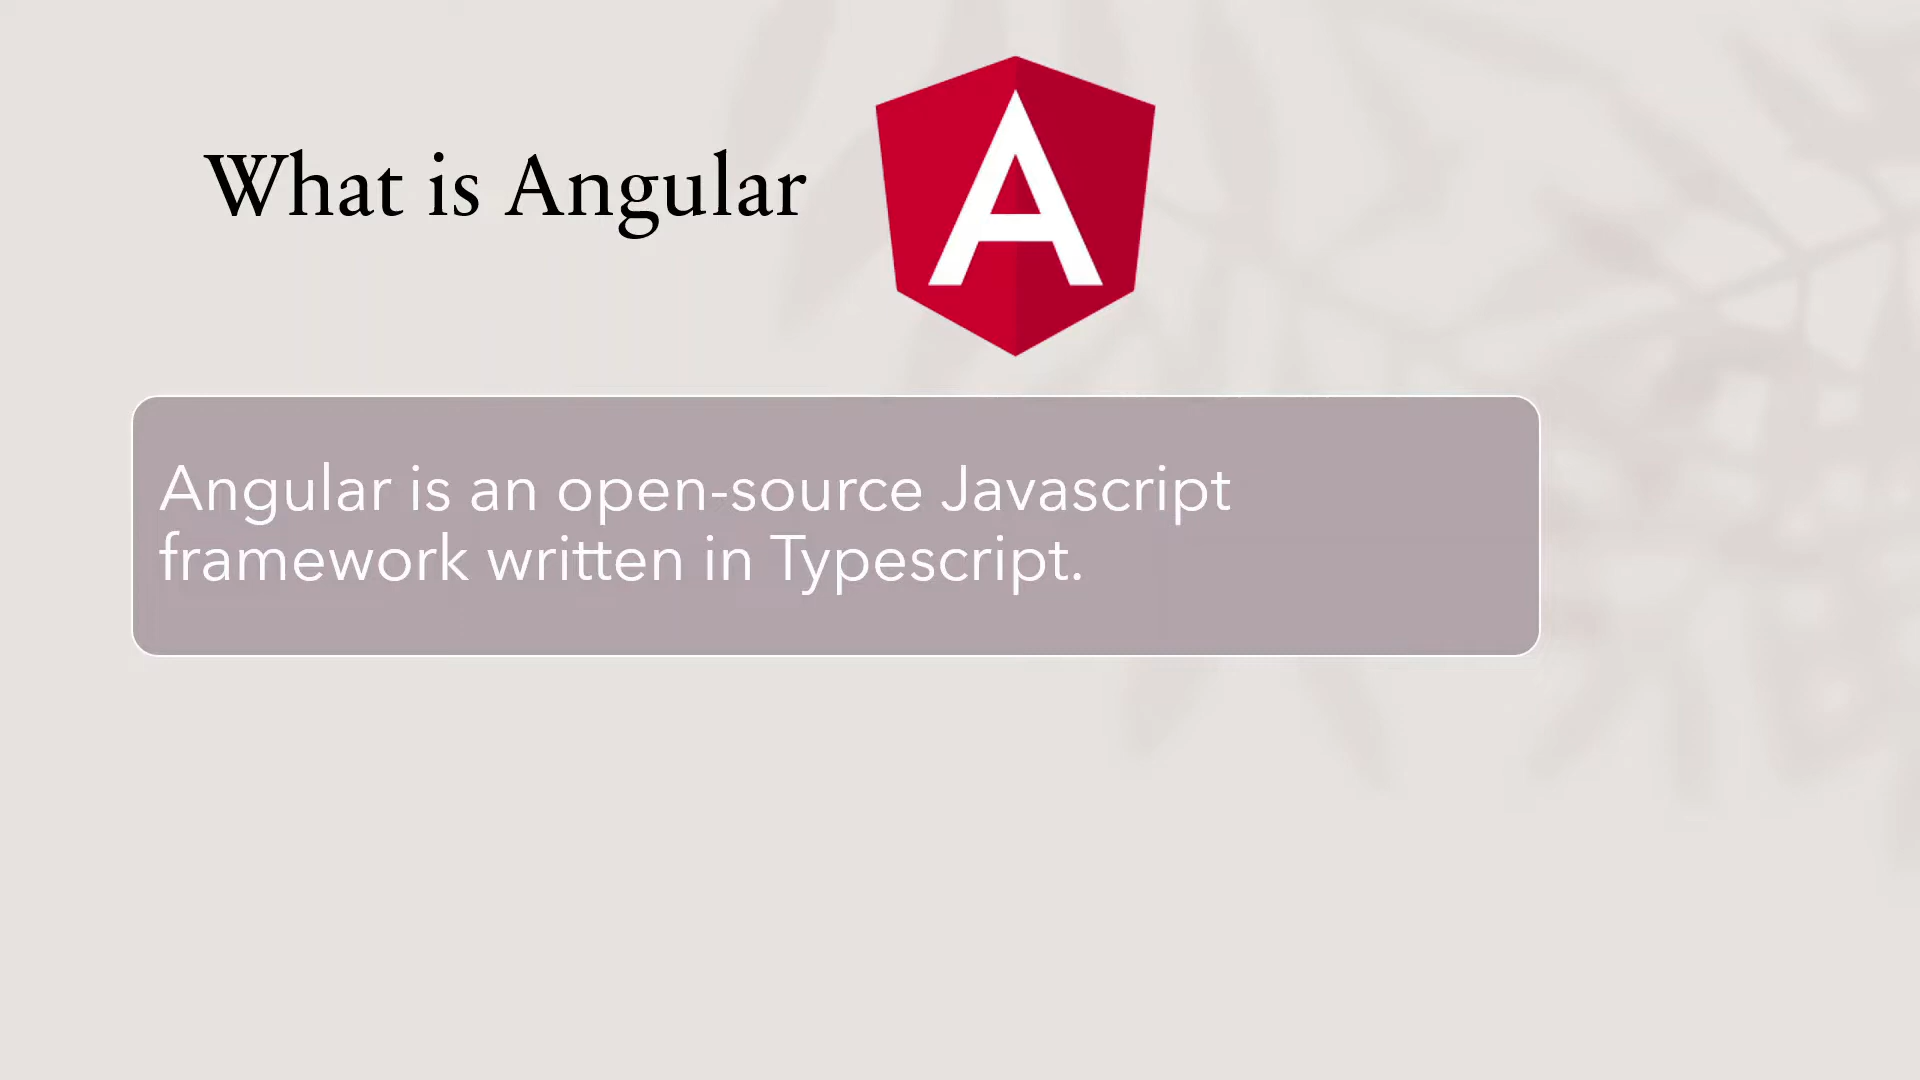 What is Angular
A
Angular is an open-source Javascript
framework written in Typescript.